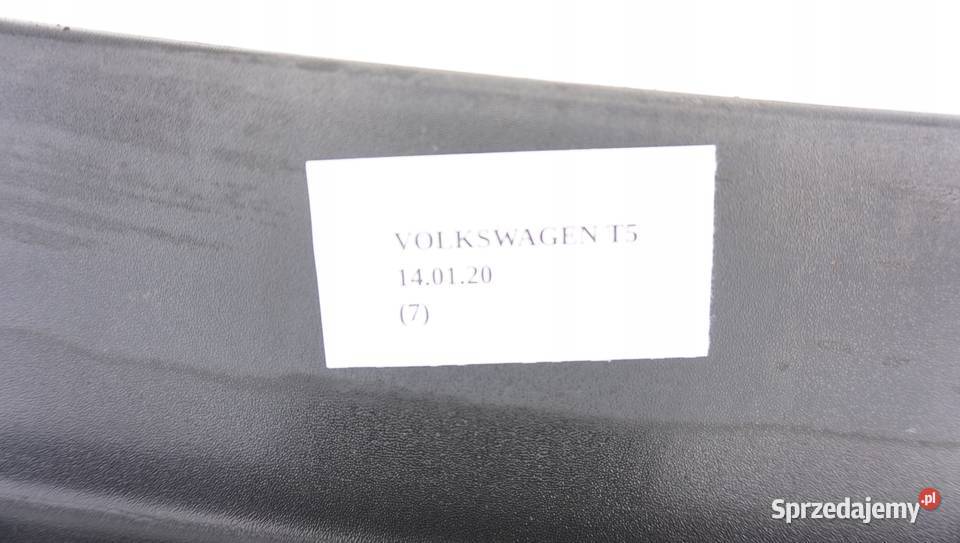 VOLKSWAGEN T5
14.01.20
(7)
Sprzedajemy.pl